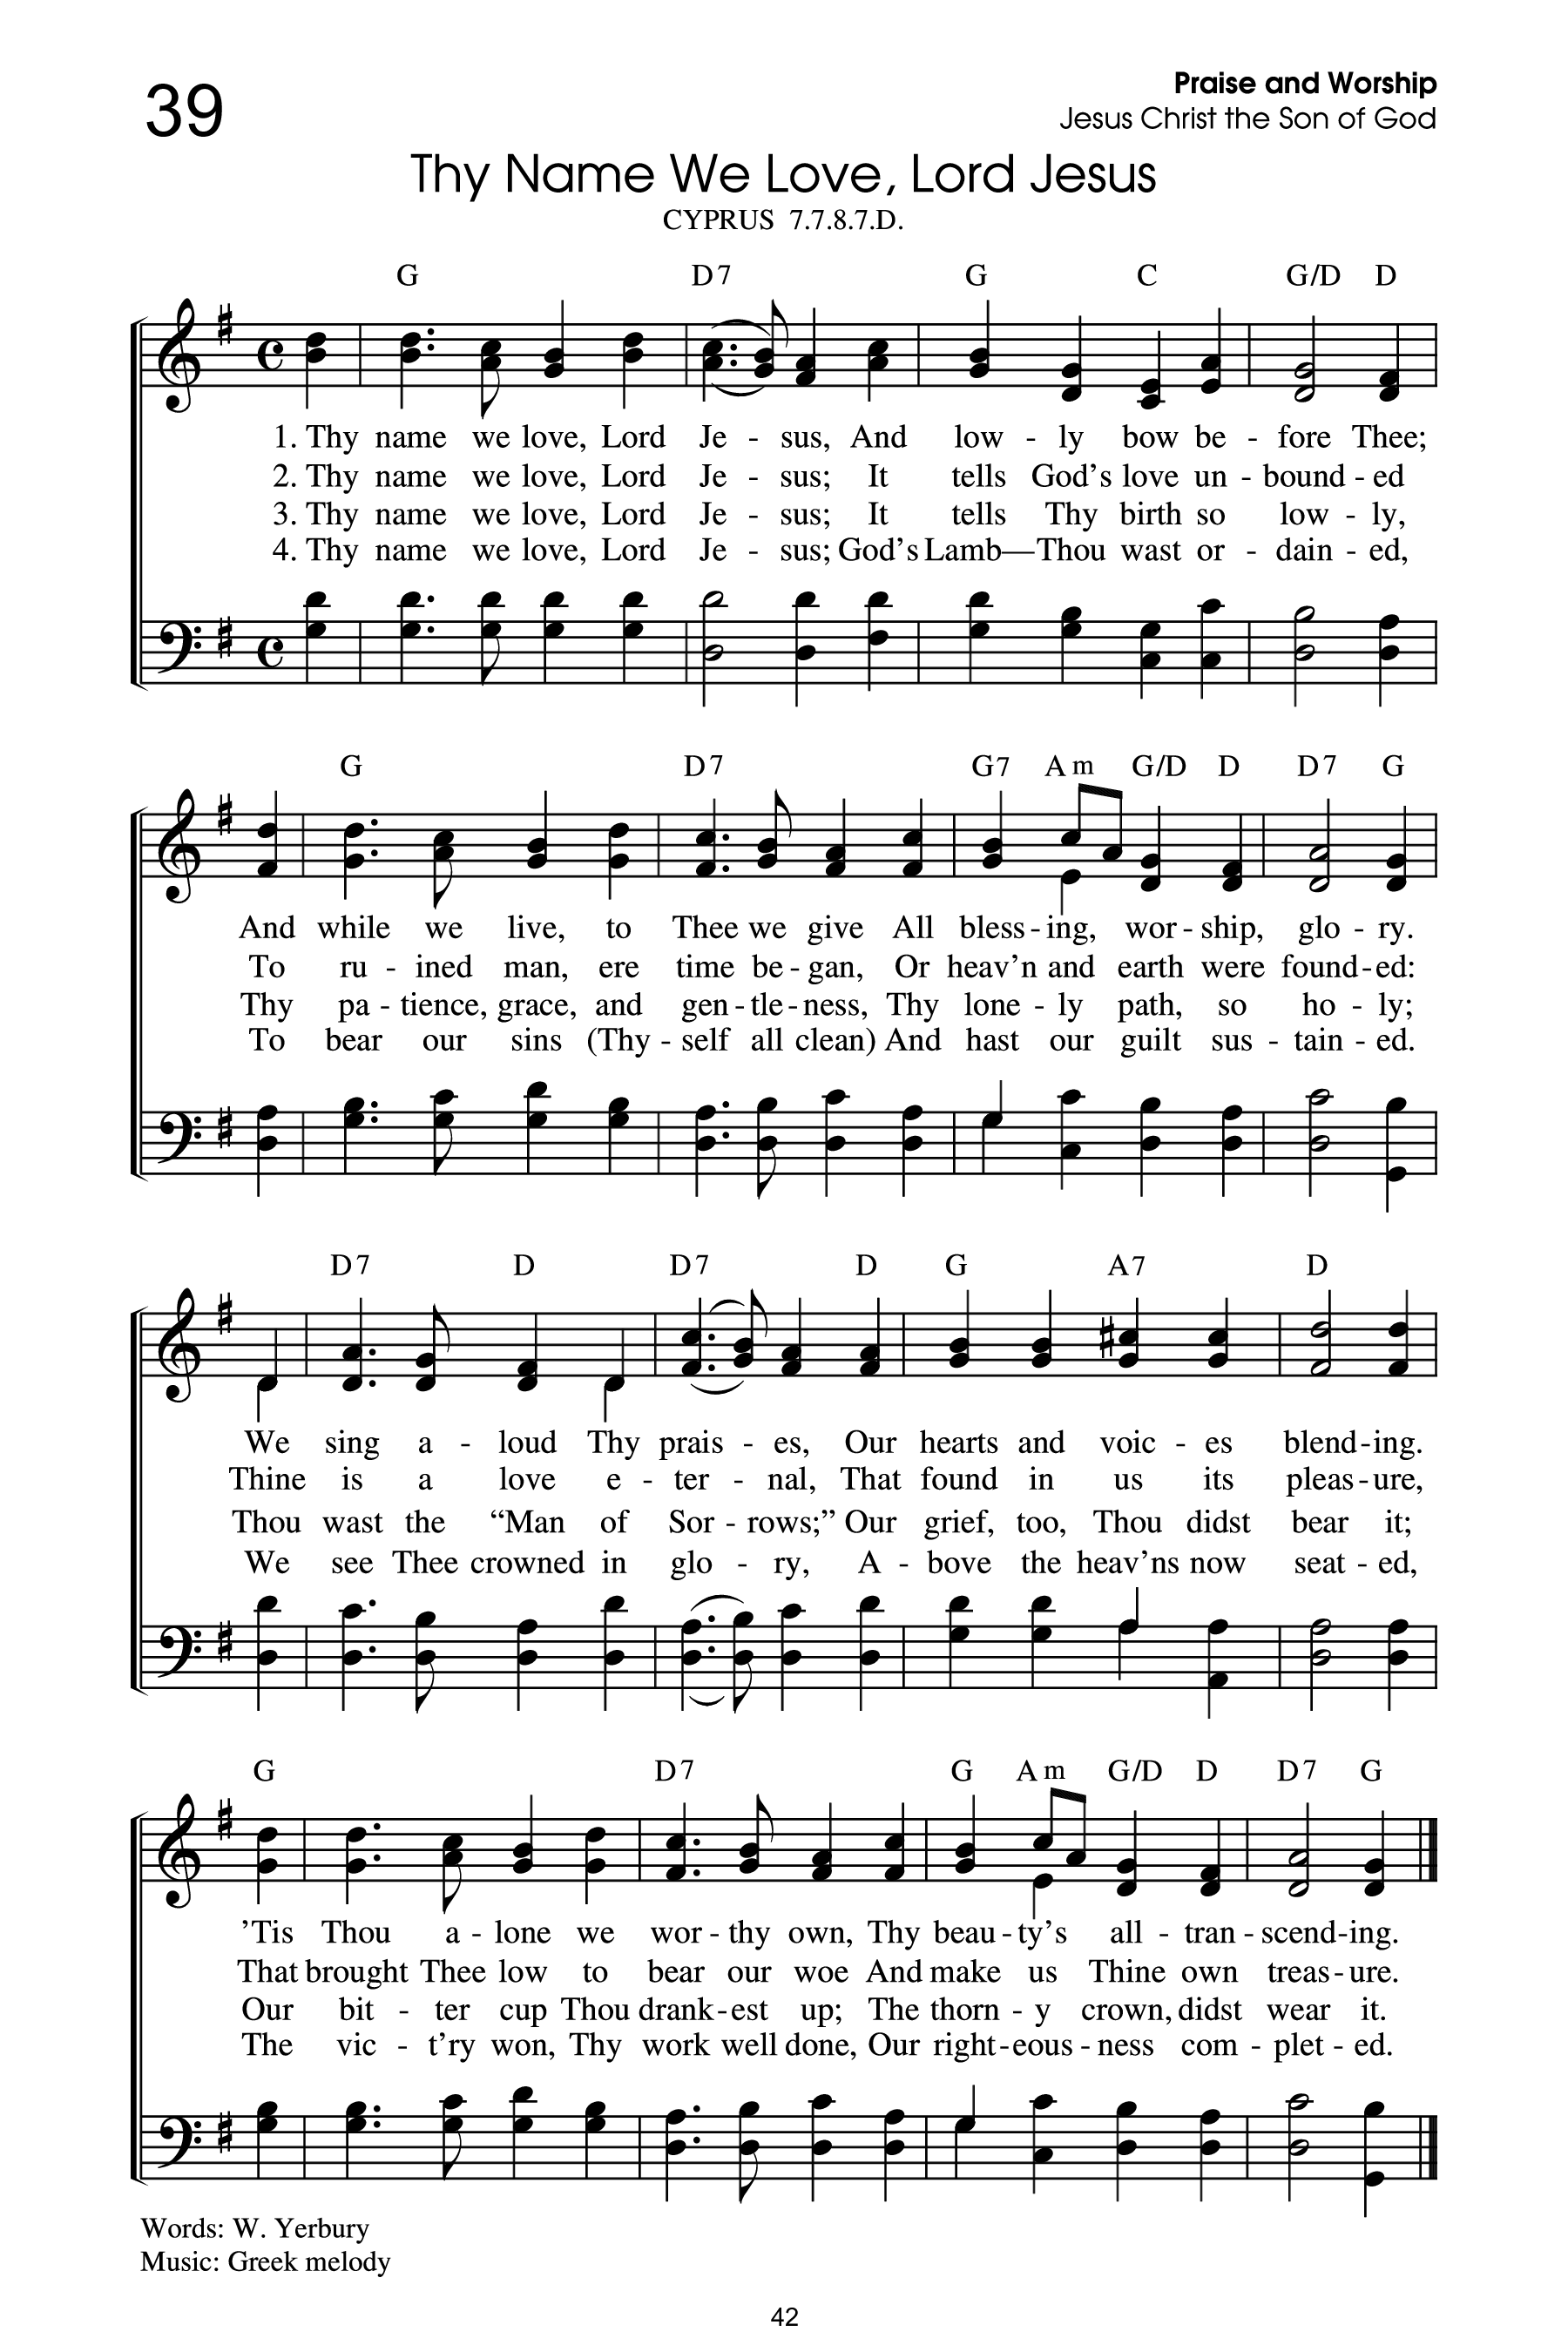 39
Praise and Worship
Jesus Christ the Son of God
Thy Name We Love, Lord Jesus
CYPRUS 7.7.8.7.D.
G D7 G C G/D D
1. Thy name we love, Lord Je - sus, And low - ly bow be - fore Thee;
2. Thy name we love, Lord Je - sus; It tells God's love un - bound - ed
3. Thy name we love, Lord Je - sus; It tells Thy birth so low - ly,
4. Thy name we love, Lord Je - sus; God's Lamb—Thou wast or - dain - ed,
G D7 G7 Am G/D D D7 G
And while we live, to Thee we give All bless - ing, wor - ship, glo - ry.
To ru - ined man, ere time be - gan, Or heav'n and earth were found - ed:
Thy pa - tience, grace, and gen - tle - ness, Thy lone - ly path, so ho - ly;
To bear our sins (Thy - self all clean) And hast our guilt sus - tain - ed.
D7 D D7 D G A7 D
We sing a - loud Thy prais - es, Our hearts and voic - es blend - ing.
Thine is a love e - ter - nal, That found in us its pleas - ure,
Thou wast the “Man of Sor - rows;” Our grief, too, Thou didst bear it;
We see Thee crowned in glo - ry, A - bove the heav'ns now seat - ed,
G D7 G Am G/D D D7 G
’Tis Thou a - lone we wor - thy own, Thy beau - ty's all - tran - scend - ing.
That brought Thee low to bear our woe And make us Thine own treas - ure.
Our bit - ter cup Thou drank - est up; The thorn - y crown, didst wear it.
The vic - t'ry won, Thy work well done, Our right - eous - ness com - plet - ed.
Words: W. Yerbury
Music: Greek melody
42